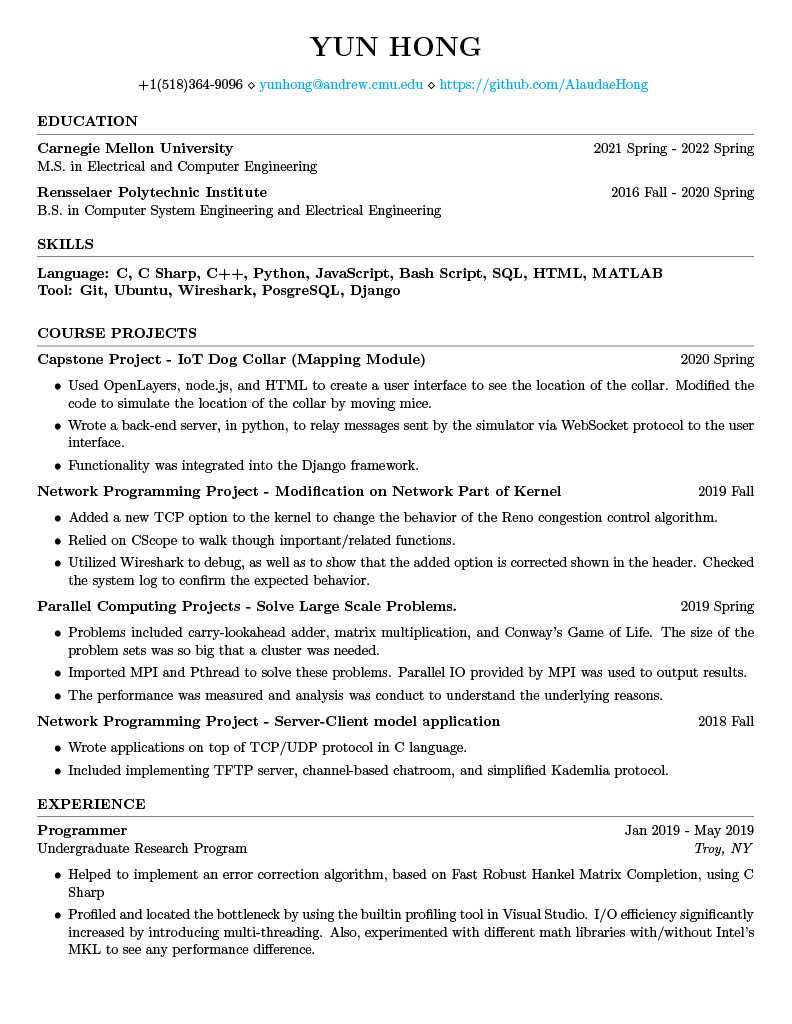 YUN HONG
+1(518)364-9096 ⋄ yunhong@andrew.cmu.edu ⋄ https://github.com/AlaudaeHong
EDUCATION
Carnegie Mellon University 2021 Spring - 2022 Spring
M.S. in Electrical and Computer Engineering
Rensselaer Polytechnic Institute 2016 Fall - 2020 Spring
B.S. in Computer System Engineering and Electrical Engineering
SKILLS
Language: C, C Sharp, C++, Python, JavaScript, Bash Script, SQL, HTML, MATLAB
Tool: Git, Ubuntu, Wireshark, PosgreSQL, Django
COURSE PROJECTS
Capstone Project - IoT Dog Collar (Mapping Module) 2020 Spring
• Used OpenLayers, node.js, and HTML to create a user interface to see the location of the collar. Modified the
code to simulate the location of the collar by moving mice.
• Wrote a back-end server, in python, to relay messages sent by the simulator via WebSocket protocol to the user
interface.
• Functionality was integrated into the Django framework.
Network Programming Project - Modification on Network Part of Kernel 2019 Fall
• Added a new TCP option to the kernel to change the behavior of the Reno congestion control algorithm.
• Relied on CScope to walk though important/related functions.
• Utilized Wireshark to debug, as well as to show that the added option is corrected shown in the header. Checked
the system log to confirm the expected behavior.
Parallel Computing Projects - Solve Large Scale Problems. 2019 Spring
• Problems included carry-lookahead adder, matrix multiplication, and Conway's Game of Life. The size of the
problem sets was so big that a cluster was needed.
• Imported MPI and Pthread to solve these problems. Parallel IO provided by MPI was used to output results.
• The performance was measured and analysis was conduct to understand the underlying reasons.
Network Programming Project - Server-Client model application 2018 Fall
• Wrote applications on top of TCP/UDP protocol in C language.
• Included implementing TFTP server, channel-based chatroom, and simplified Kademlia protocol.
EXPERIENCE
Programmer Jan 2019 - May 2019
Undergraduate Research Program Troy, NY
• Helped to implement an error correction algorithm, based on Fast Robust Hankel Matrix Completion, using C
Sharp
• Profiled and located the bottleneck by using the builtin profiling tool in Visual Studio. I/O efficiency significantly
increased by introducing multi-threading. Also, experimented with different math libraries with/without Intel's
MKL to see any performance difference.